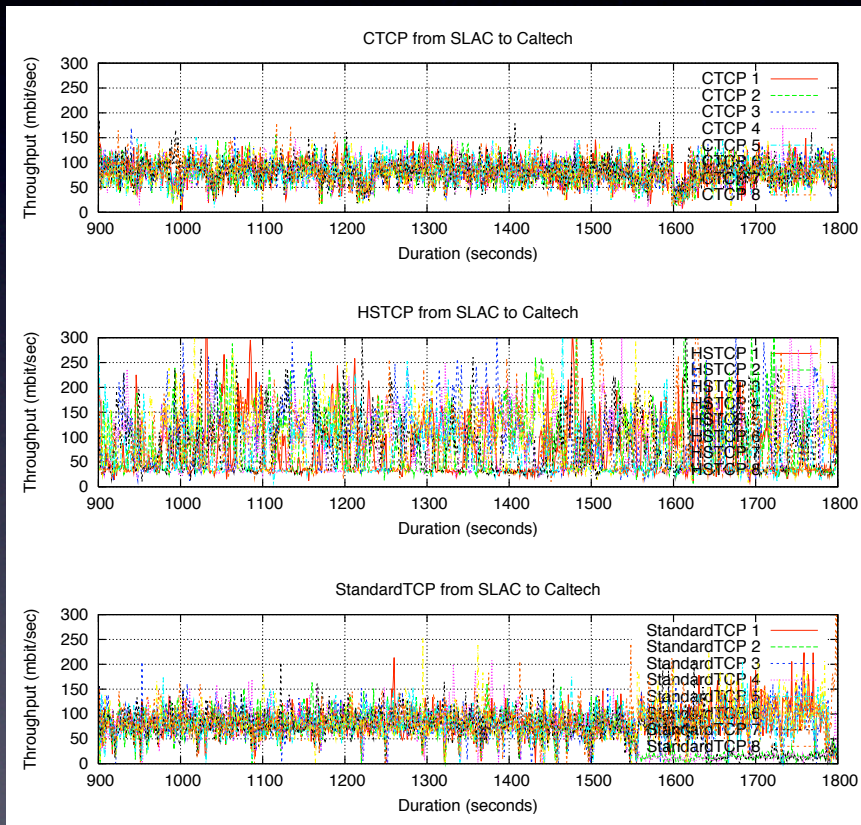 CTCP from SLAC to Caltech
Throughput (mbit/sec)
300
250
200
150
100
50
0
CTCP 1
CTCP 2
CTCP 3
CTCP 4
CTCP 5
CTCP 8
900 1000 1100 1200 1300 1400 1500 1600 1700 1800
Duration (seconds)
HSTCP from SLAC to Caltech
Throughput (mbit/sec)
300
250
200
150
100
50
0
HSTCP 1
HSTCP 2
HSTCP 8
900 1000 1100 1200 1300 1400 1500 1600 1700 1800
Duration (seconds)
StandardTCP from SLAC to Caltech
Throughput (mbit/sec)
300
250
200
150
100
50
0
StandardTCP 1
StandardTCP 2
StandardTCP 3
StandardTCP 4
StandardTCP 5
StandardTCP 6
StandardTCP 7
StandardTCP 8
900 1000 1100 1200 1300 1400 1500 1600 1700 1800
Duration (seconds)